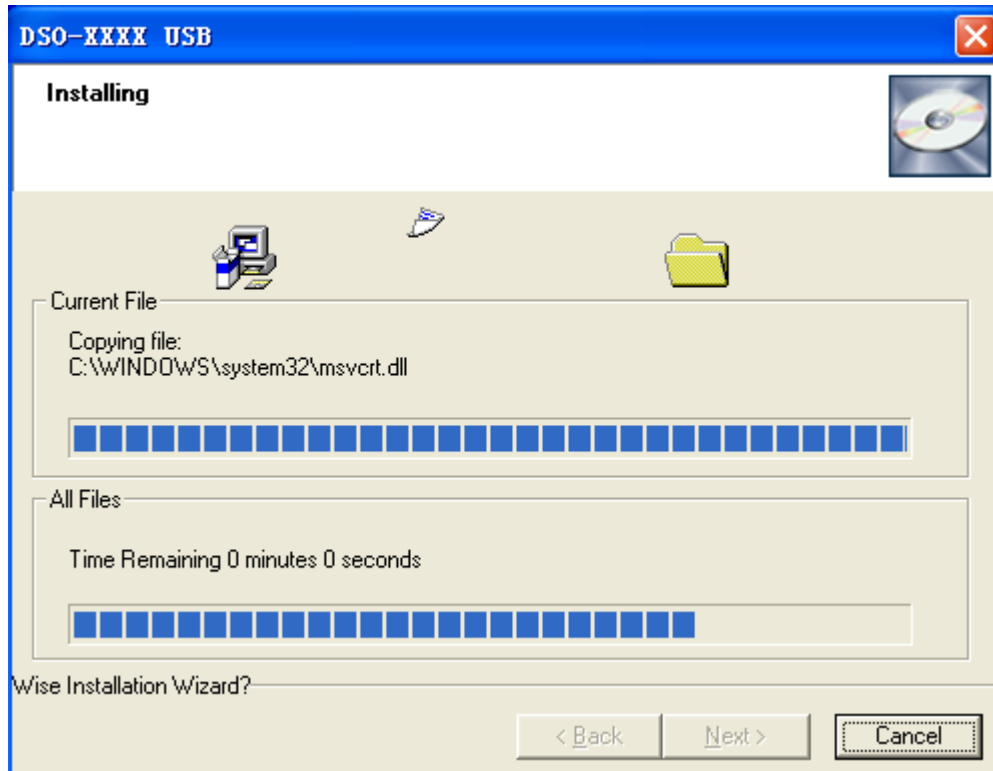 DSO-XXXX USB
Installing
Current File
Copying file:
C:\WINDOWS\system32\msvcrt.dll
All Files
Time Remaining 0 minutes 0 seconds
Wise Installation Wizard?
< Back Next > Cancel